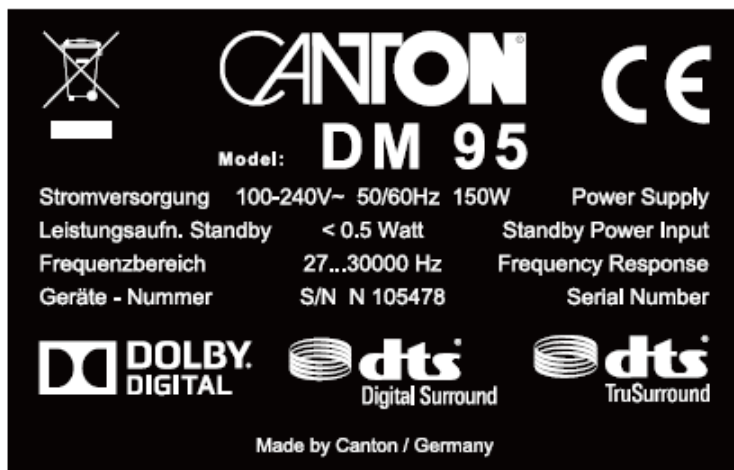 CANTON
CE
Model: DM 95
Stromversorgung 100-240V~ 50/60Hz 150W Power Supply
Leistungsaufn. Standby < 0.5 Watt Standby Power Input
Frequenzbereich 27...30000 Hz Frequency Response
Geräte - Nummer S/N N 105478 Serial Number
DOLBY. DIGITAL
dts Digital Surround
dts TruSurround
Made by Canton / Germany